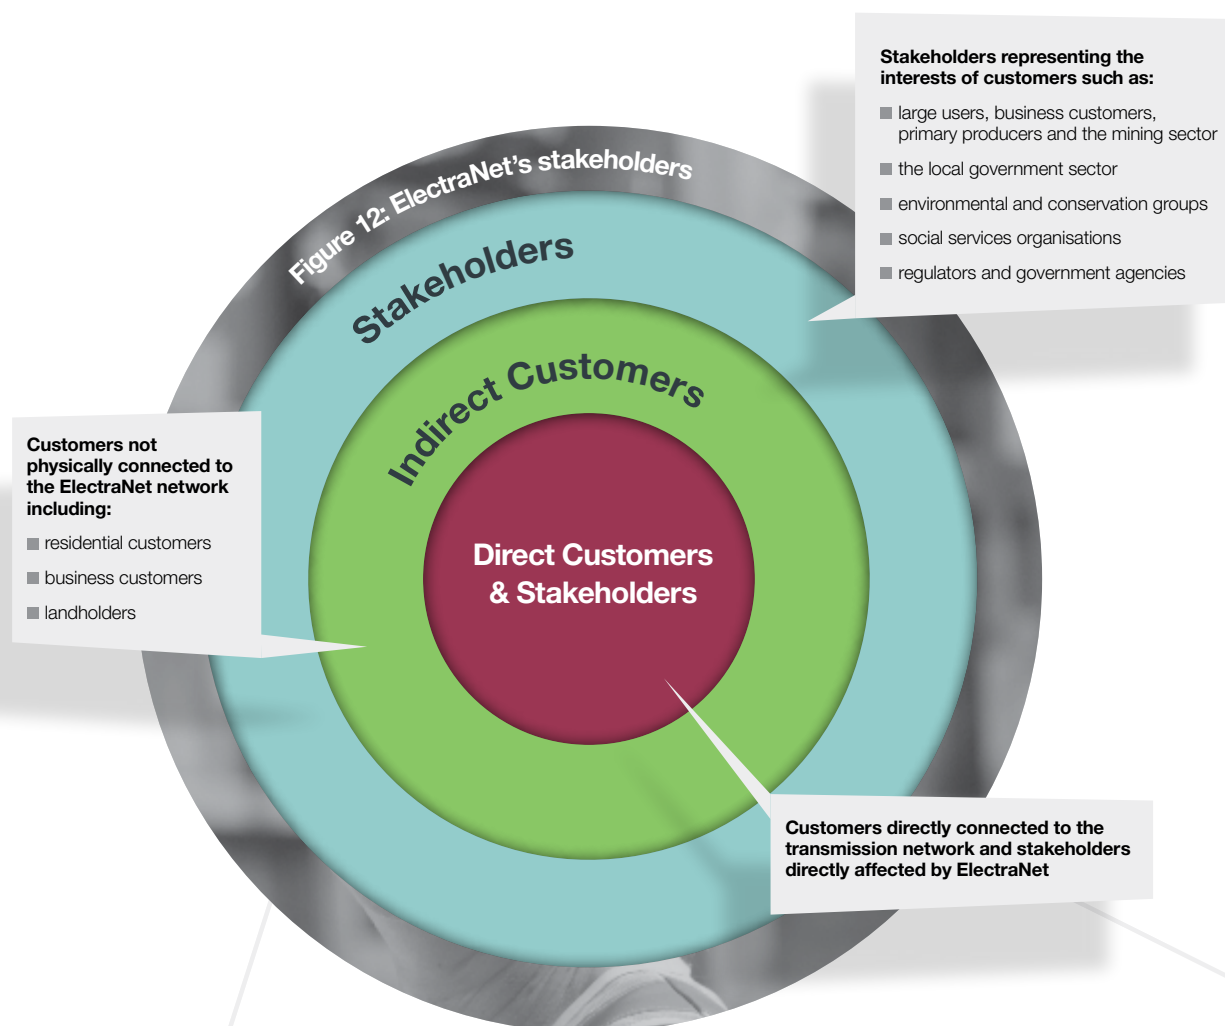 Stakeholders representing the
interests of customers such as:
large users, business customers,
primary producers and the mining sector
the local government sector
environmental and conservation groups
social services organisations
regulators and government agencies
Figure 12: ElectraNet's stakeholders
Stakeholders
Indirect Customers
Direct Customers
& Stakeholders
Customers not
physically connected to
the ElectraNet network
including:
residential customers
business customers
landholders
Customers directly connected to the
transmission network and stakeholders
directly affected by ElectraNet